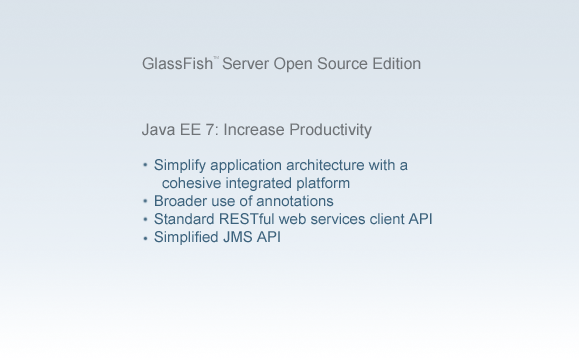 GlassFish™ Server Open Source Edition
Java EE 7: Increase Productivity
• Simplify application architecture with a
cohesive integrated platform
• Broader use of annotations
• Standard RESTful web services client API
• Simplified JMS API